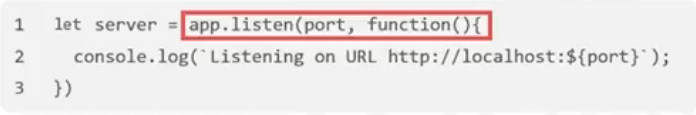 1 let server = app.listen(port, function(){
2 console.log(`Listening on URL http://localhost:${port}`);
3 })